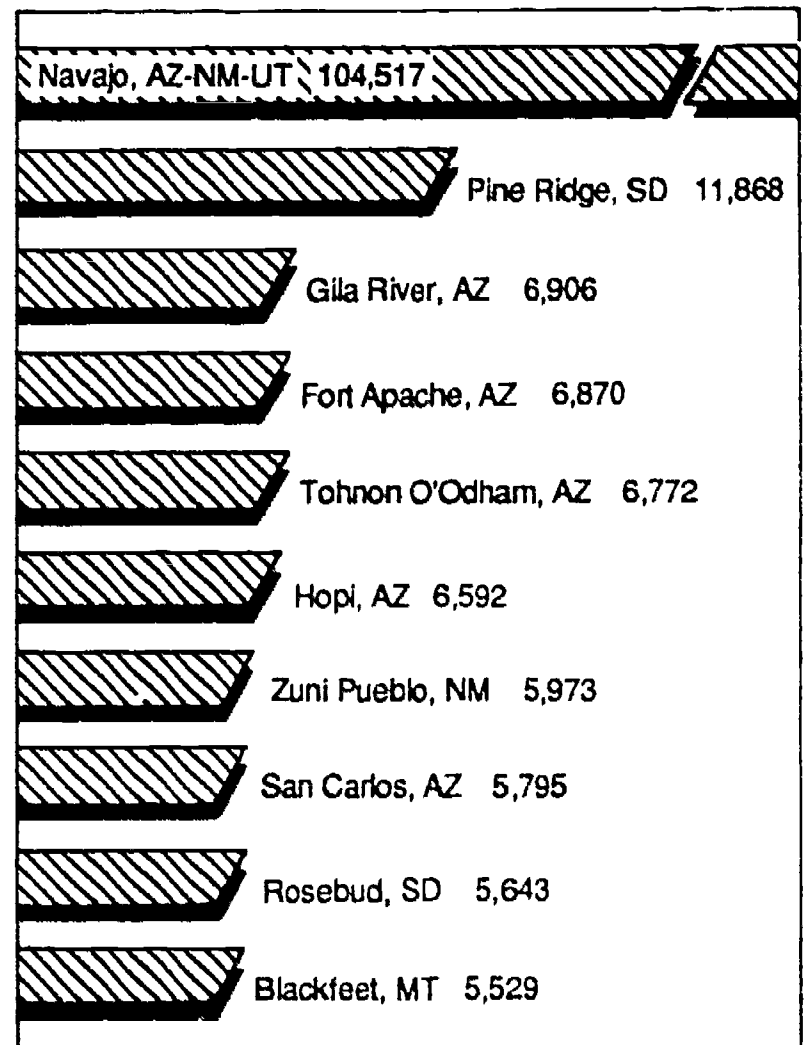 Navajo, AZ-NM-UT 104,517
Pine Ridge, SD 11,868
Gila River, AZ 6,906
Fort Apache, AZ 6,870
Tohnon O'Odham, AZ 6,772
Hopi, AZ 6,592
Zuni Pueblo, NM 5,973
San Carlos, AZ 5,795
Rosebud, SD 5,643
Blackfeet, MT 5,529